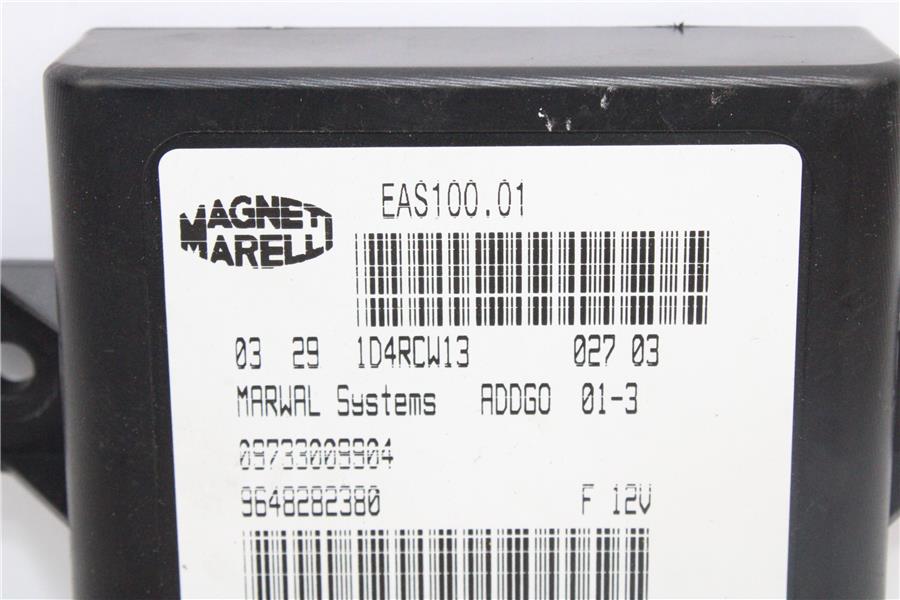 MAGNETI
MARELLI
EAS100.01
03 29 1D4RCW13 027 03
MARWAL Systems ADDGO 01-3
09733009904
9648282380 F 12V